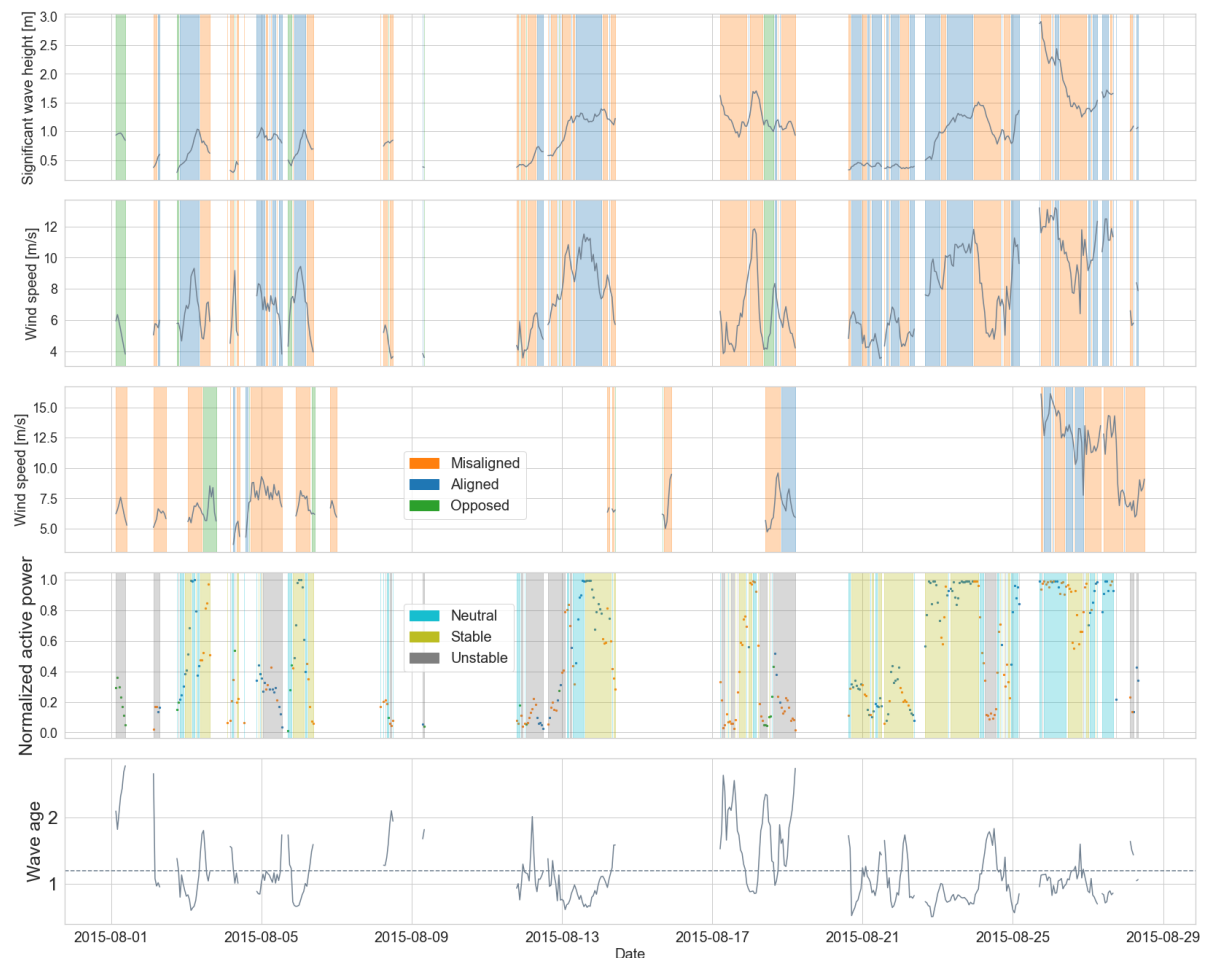 Significant wave height [m]
3.0
2.5
2.0
1.5
1.0
0.5
Wind speed [m/s]
12
10
8
6
4
Wind speed [m/s]
15.0
12.5
10.0
7.5
5.0
Misaligned
Aligned
Opposed
Normalized active power
1.0
0.8
0.6
0.4
0.2
0.0
Neutral
Stable
Unstable
Wave age
2
1
2015-08-01 2015-08-05 2015-08-09 2015-08-13 2015-08-17 2015-08-21 2015-08-25 2015-08-29
Date